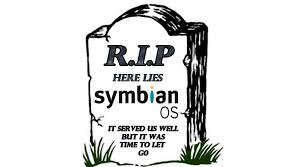 R.I.P
HERE LIES
symbian
OS
IT SERVED US WELL
BUT IT WAS
TIME TO LET
GO